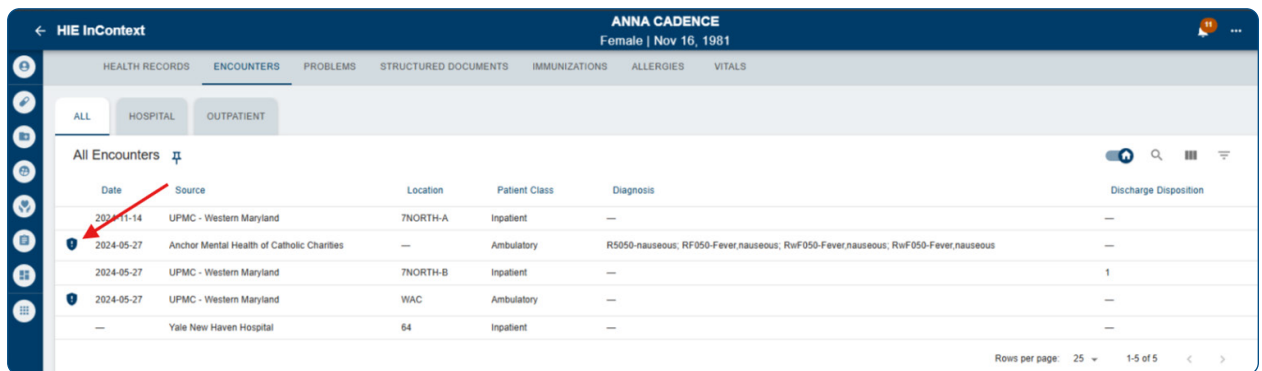 ← HIE InContext
ANNA CADENCE
Female | Nov 16, 1981
11
HEALTH RECORDS ENCOUNTERS PROBLEMS STRUCTURED DOCUMENTS IMMUNIZATIONS ALLERGIES VITALS
ALL HOSPITAL OUTPATIENT
All Encounters
Date Source Location Patient Class Diagnosis Discharge Disposition
2024-11-14 UPMC - Western Maryland 7NORTH-A Inpatient — —
2024-05-27 Anchor Mental Health of Catholic Charities — Ambulatory R5050-nauseous; RF050-Fever,nauseous; RwF050-Fever,nauseous; RwF050-Fever,nauseous —
2024-05-27 UPMC - Western Maryland 7NORTH-B Inpatient — 1
2024-05-27 UPMC - Western Maryland WAC Ambulatory — —
— Yale New Haven Hospital 64 Inpatient — —
Rows per page: 25 1-5 of 5 < >